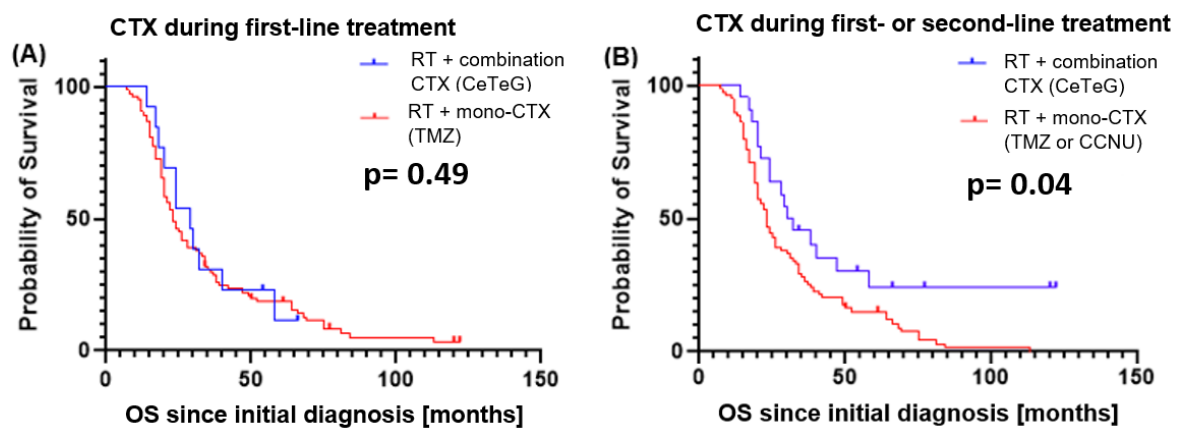 CTX during first-line treatment
(A)
RT + combination
CTX (CeTeG)
RT + mono-CTX
(TMZ)
p= 0.49
Probability of Survival
100
50
0
0
50
100
150
OS since initial diagnosis [months]
CTX during first- or second-line treatment
(B)
RT + combination
CTX (CeTeG)
RT + mono-CTX
(TMZ or CCNU)
p= 0.04
Probability of Survival
100
50
0
0
50
100
150
OS since initial diagnosis [months]